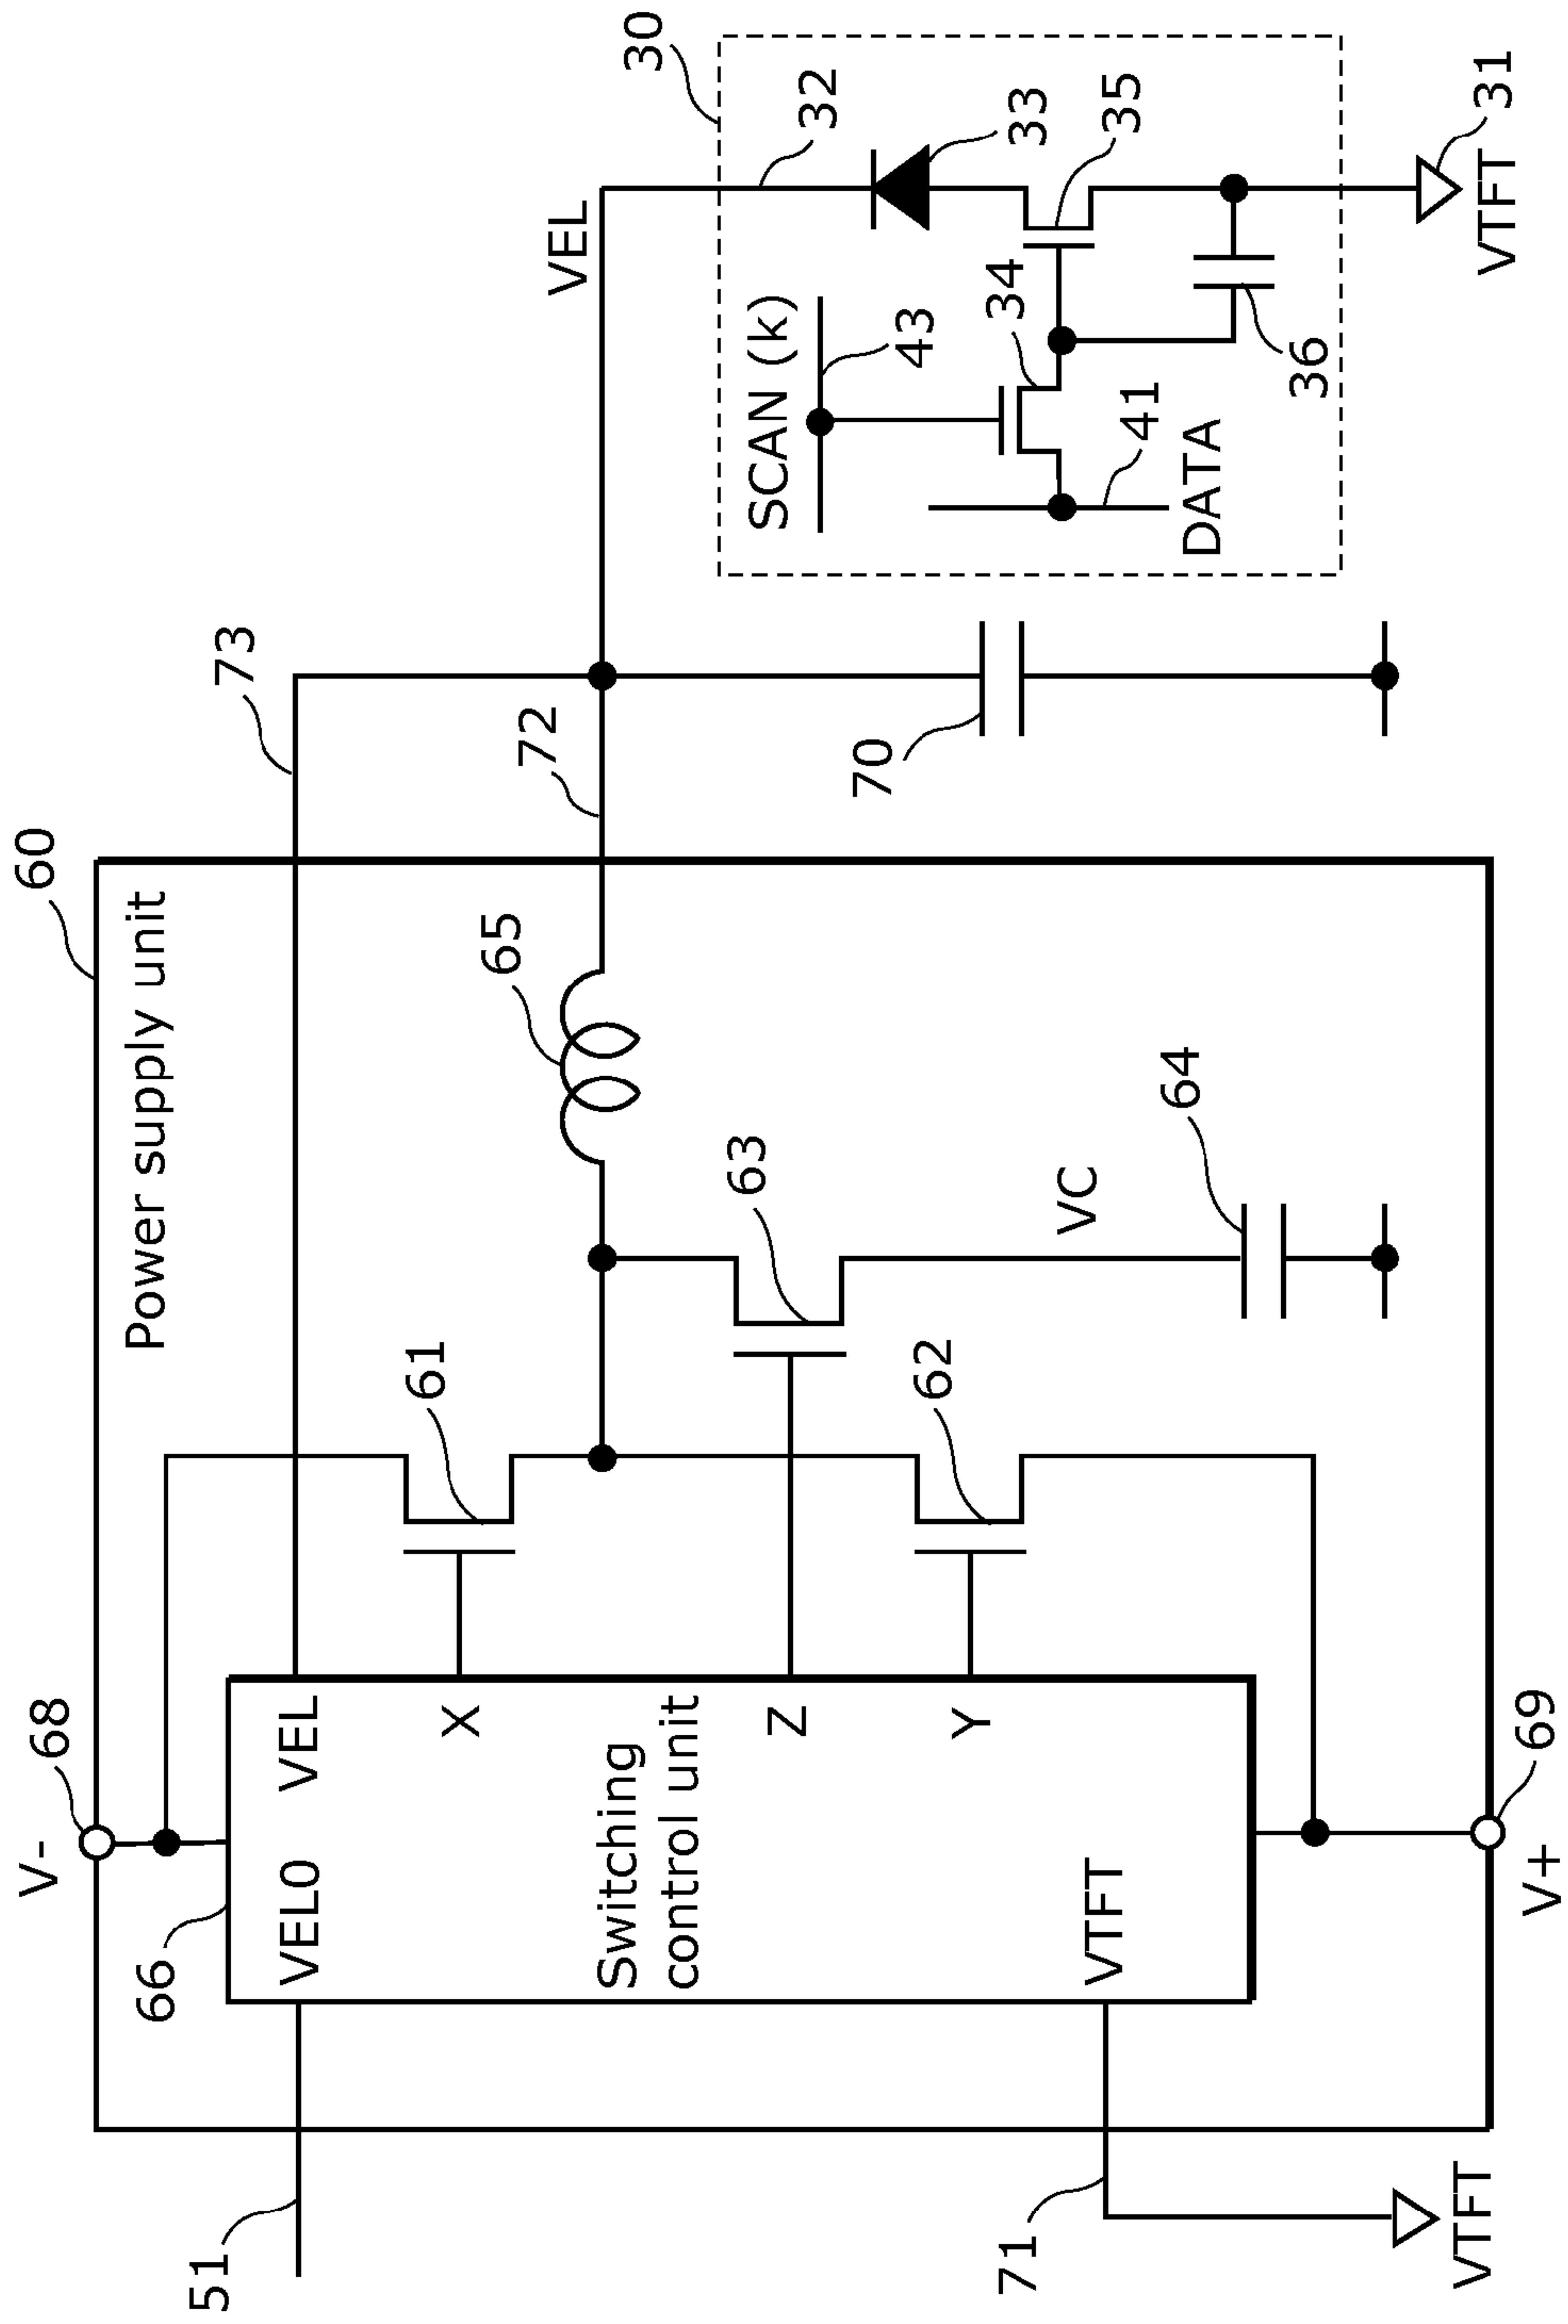 60
Power supply unit
V-
68
66
VEL0
VEL
X
Z
Y
Switching
control unit
VTFT
51
71
VTFT
V+
69
61
62
63
VC
64
65
72
73
70
VEL
30
32
33
35
34
SCAN (k)
43
41
DATA
36
31
VTFT